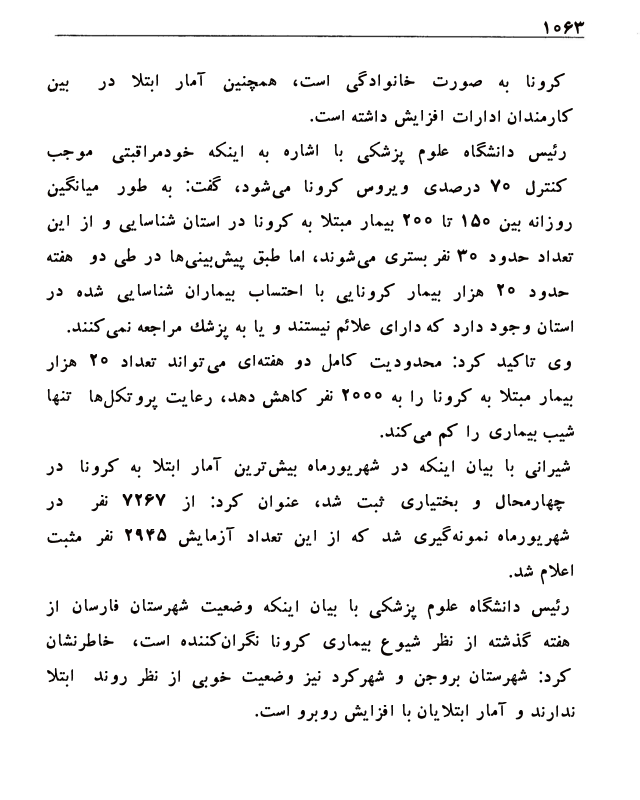 ۱۰۶۳
کرونا به صورت خانوادگی است، همچنین آمار ابتلا در بین
کارمندان ادارات افزایش داشته است.
رئیس دانشگاه علوم پزشکی با اشاره به اینکه خودمراقبتی موجب
کنترل ۷۰ درصدی ویروس کرونا می‌شود، گفت: به طور میانگین
روزانه بین ۱۵۰ تا ۲۰۰ بیمار مبتلا به کرونا در استان شناسایی و از این
تعداد حدود ۳۰ نفر بستری می‌شوند، اما طبق پیش‌بینی‌ها در طی دو هفته
حدود ۲۰ هزار بیمار کرونایی با احتساب بیماران شناسایی شده در
استان وجود دارد که دارای علائم نیستند و یا به پزشك مراجعه نمی‌کنند.
وی تاکید کرد: محدودیت کامل دو هفته‌ای می‌تواند تعداد ۲۰ هزار
بیمار مبتلا به کرونا را به ۲۰۰۰ نفر کاهش دهد، رعایت پروتکل‌ها تنها
شیب بیماری را کم می‌کند.
شیرانی با بیان اینکه در شهریورماه بیش‌ترین آمار ابتلا به کرونا در
چهارمحال و بختیاری ثبت شد، عنوان کرد: از ۷۲۶۷ نفر در
شهریورماه نمونه‌گیری شد که از این تعداد آزمایش ۲۹۴۵ نفر مثبت
اعلام شد.
رئیس دانشگاه علوم پزشکی با بیان اینکه وضعیت شهرستان فارسان از
هفته گذشته از نظر شیوع بیماری کرونا نگران‌کننده است، خاطرنشان
کرد: شهرستان بروجن و شهرکرد نیز وضعیت خوبی از نظر روند ابتلا
ندارند و آمار ابتلایان با افزایش روبرو است.